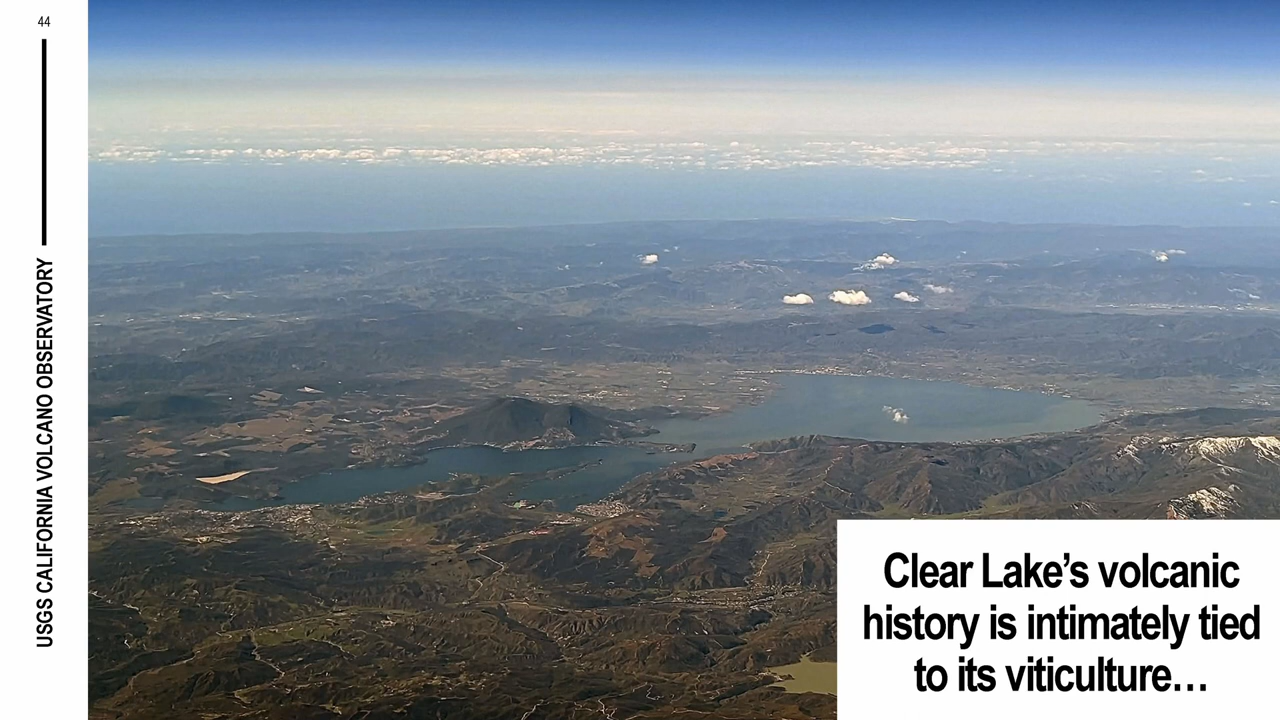 44
USGS CALIFORNIA VOLCANO OBSERVATORY
Clear Lake’s volcanic
history is intimately tied
to its viticulture…